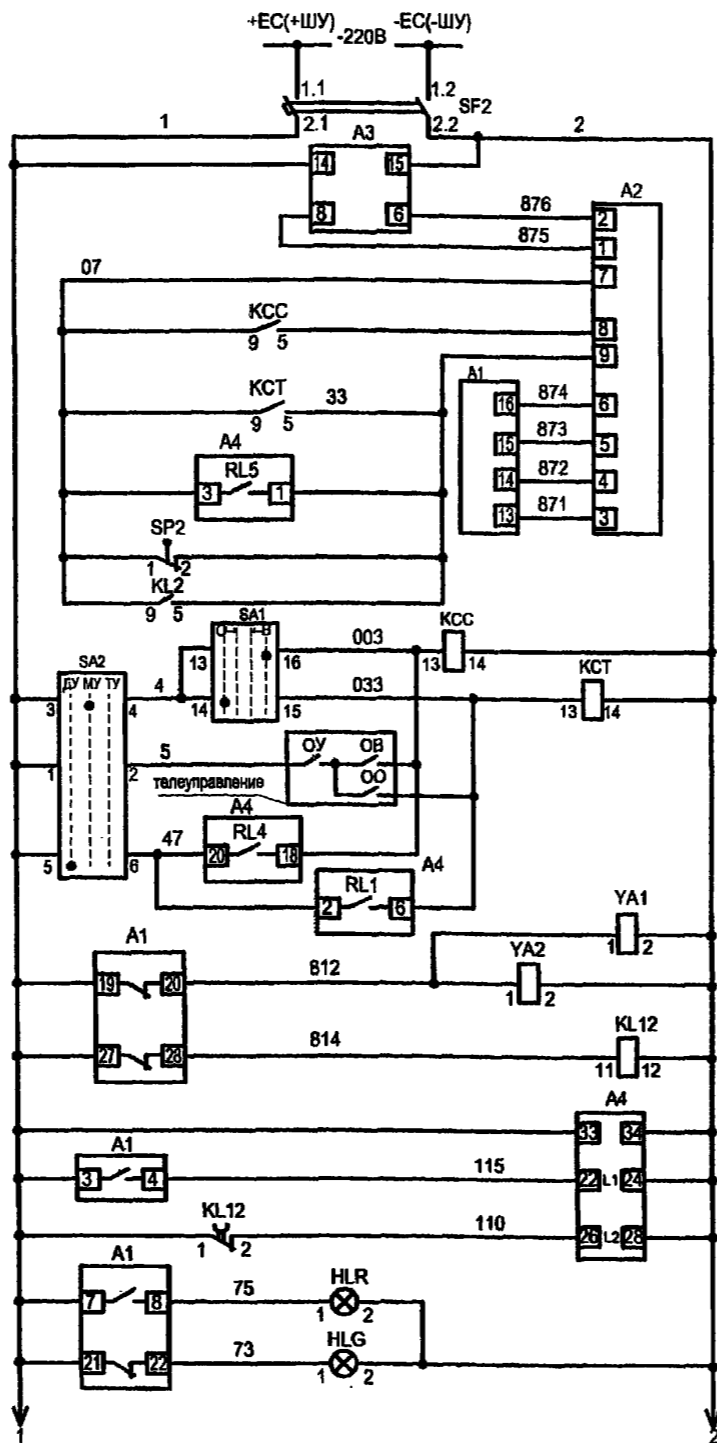 +EC(+ШУ) -220В -EC(-ШУ)
1.1 1.2
SF2
1 2.1 2.2 2
A3
14 15
A2
8 6 876 2
875 1
07 7
KCC
9 5 8
9
KCT 33
9 5
A1
16 874 6
15 873 5
14 872 4
13 871 3
A4
RL5
3 1
SP2
1 2
KL2
9 5
SA1
О В
13 16 003 KCC
13 14
SA2
ДУ МУ ТУ
3 4 4 14 15 033 KCT
13 14
1 2 5 ОУ ОВ
ОО
телеуправление
A4
5 6 47 20 RL4 18
A4
2 RL1 6
YA1
1 2
A1
19 20 812 YA2
1 2
27 28 814 KL12
11 12
A4
33 34
A1
3 4 115 22 L1 24
KL12
1 2 110 26 L2 28
A1
7 8 75 HLR
1 2
21 22 73 HLG
1 2
1 2